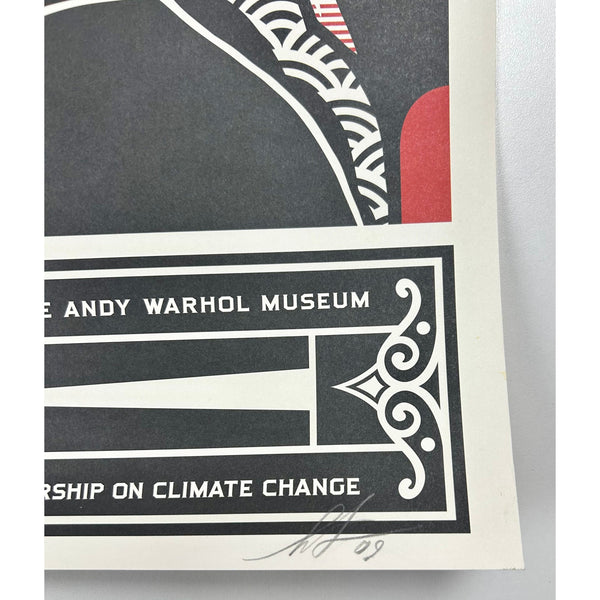 E ANDY WARHOL MUSEUM
RSHIP ON CLIMATE CHANGE
09